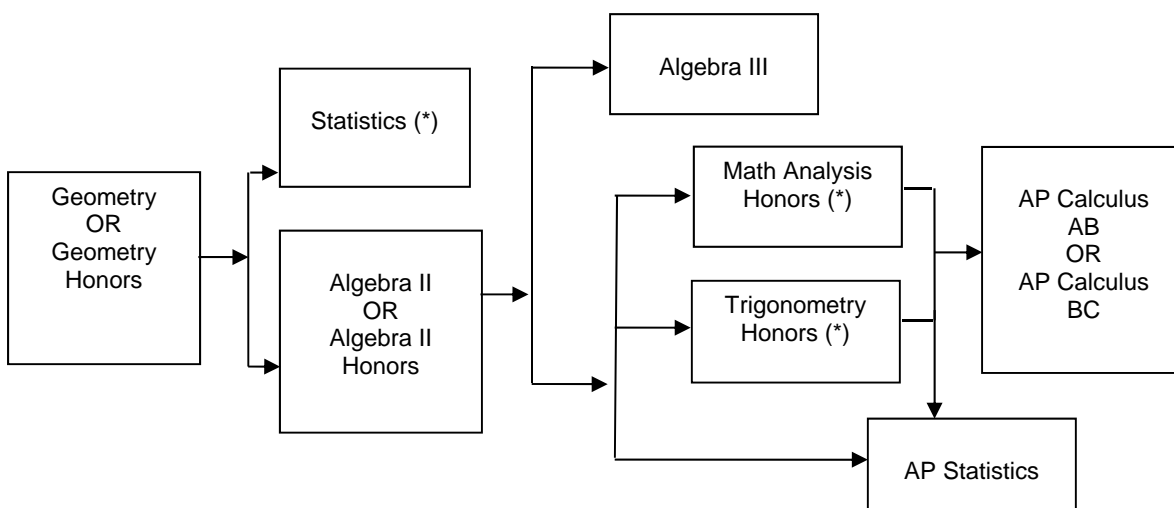 Geometry
OR
Geometry
Honors
Statistics (*)
Algebra II
OR
Algebra II
Honors
Algebra III
Math Analysis
Honors (*)
Trigonometry
Honors (*)
AP Calculus
AB
OR
AP Calculus
BC
AP Statistics